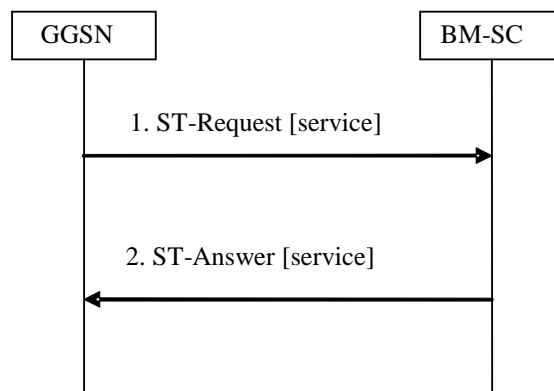 GGSN
BM-SC
1. ST-Request [service]
2. ST-Answer [service]